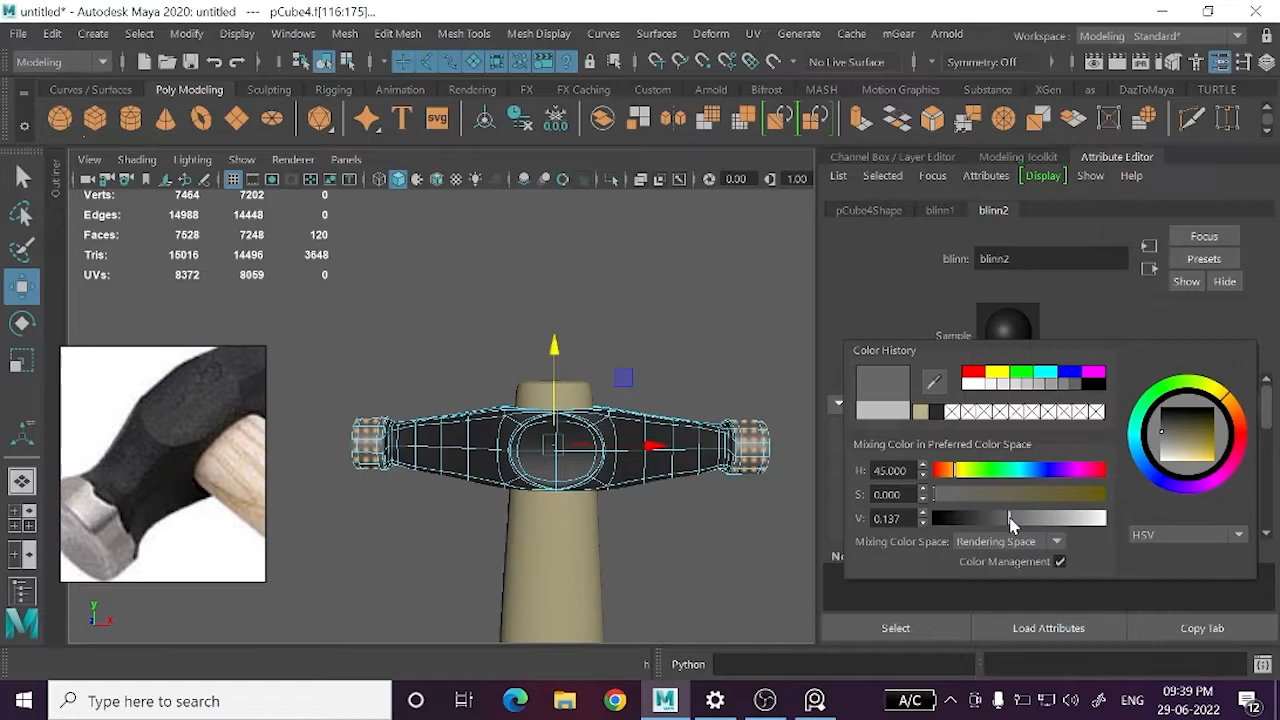 untitled* - Autodesk Maya 2020: untitled --- pCube4.f[116:175]...
File Edit Create Select Modify Display Windows Mesh Edit Mesh Mesh Tools Mesh Display Curves Surfaces Deform UV Generate Cache mGear Arnold Workspace: Modeling - Standard*
Modeling No Live Surface Symmetry: Off
Curves / Surfaces Poly Modeling Sculpting Rigging Animation Rendering FX FX Caching Custom Arnold Bifrost MASH Motion Graphics Substance XGen as DazToMaya TURTLE
T svg 0,0,0
Outliner
View Shading Lighting Show Renderer Panels
0.00 1.00
Verts: 7464 7202 0
Edges: 14988 14448 0
Faces: 7528 7248 120
Tris: 15016 14496 3648
UVs: 8372 8059 0
y
z x
Channel Box / Layer Editor Modeling Toolkit Attribute Editor
List Selected Focus Attributes Display Show Help
pCube4Shape blinn1 blinn2
Focus
blinn: blinn2
Presets
Show Hide
Sample
Color History
Mixing Color in Preferred Color Space
H: 45.000
S: 0.000
V: 0.137
HSV
Mixing Color Space: Rendering Space
Color Management
Select Load Attributes Copy Tab
Python
Type here to search
A/C ENG
09:39 PM
29-06-2022
12